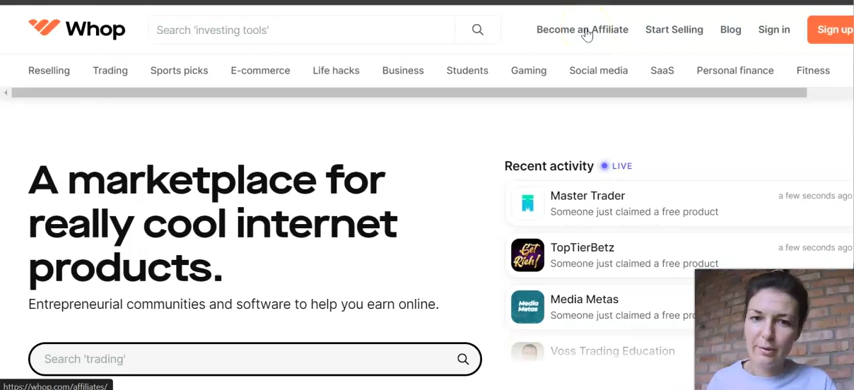 Whop
Search 'investing tools'
Become an Affiliate
Start Selling
Blog
Sign in
Sign up
Reselling
Trading
Sports picks
E-commerce
Life hacks
Business
Students
Gaming
Social media
SaaS
Personal finance
Fitness
A marketplace for
really cool internet
products.
Entrepreneurial communities and software to help you earn online.
Search 'trading'
Recent activity
LIVE
Master Trader
a few seconds ago
Someone just claimed a free product
Get
Rich!
TopTierBetz
a few seconds ago
Someone just claimed a free product
Media
Metas
Media Metas
Someone just claimed a free
Voss Trading Education
https://whop.com/affiliates/